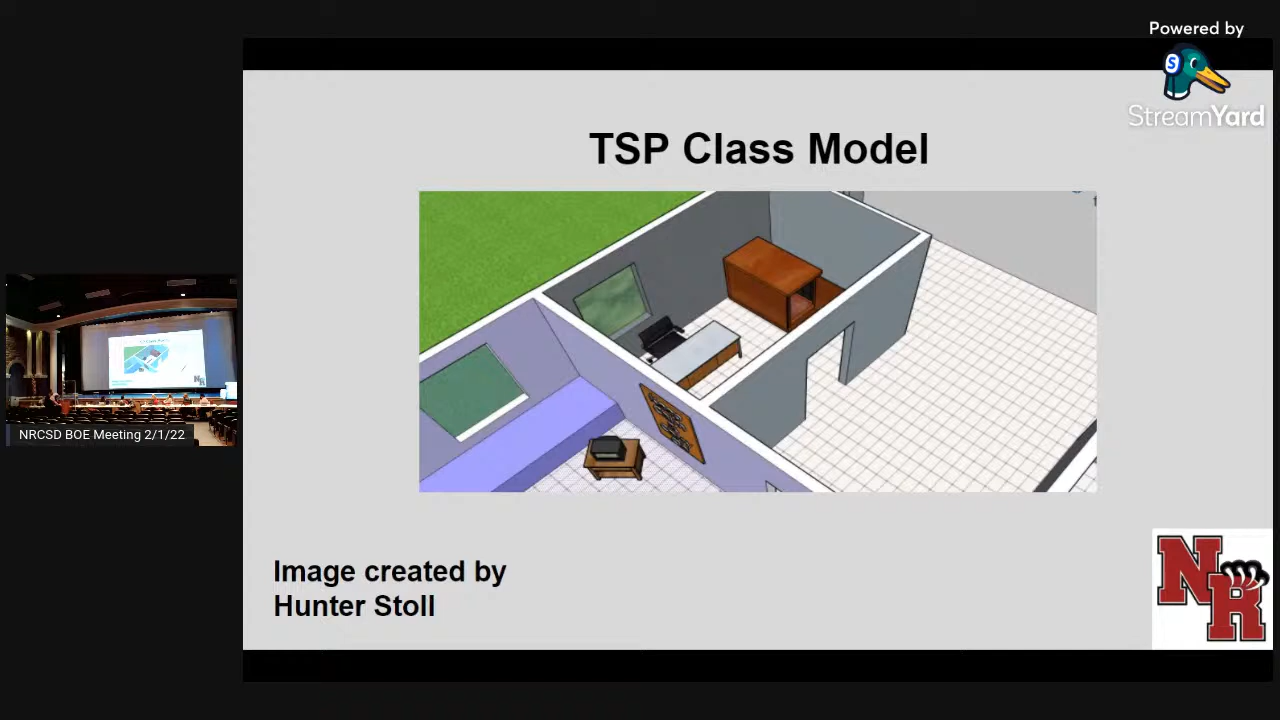 Powered by
S
StreamYard
TSP Class Model
NRCSD BOE Meeting 2/1/22
Image created by
Hunter Stoll
NR